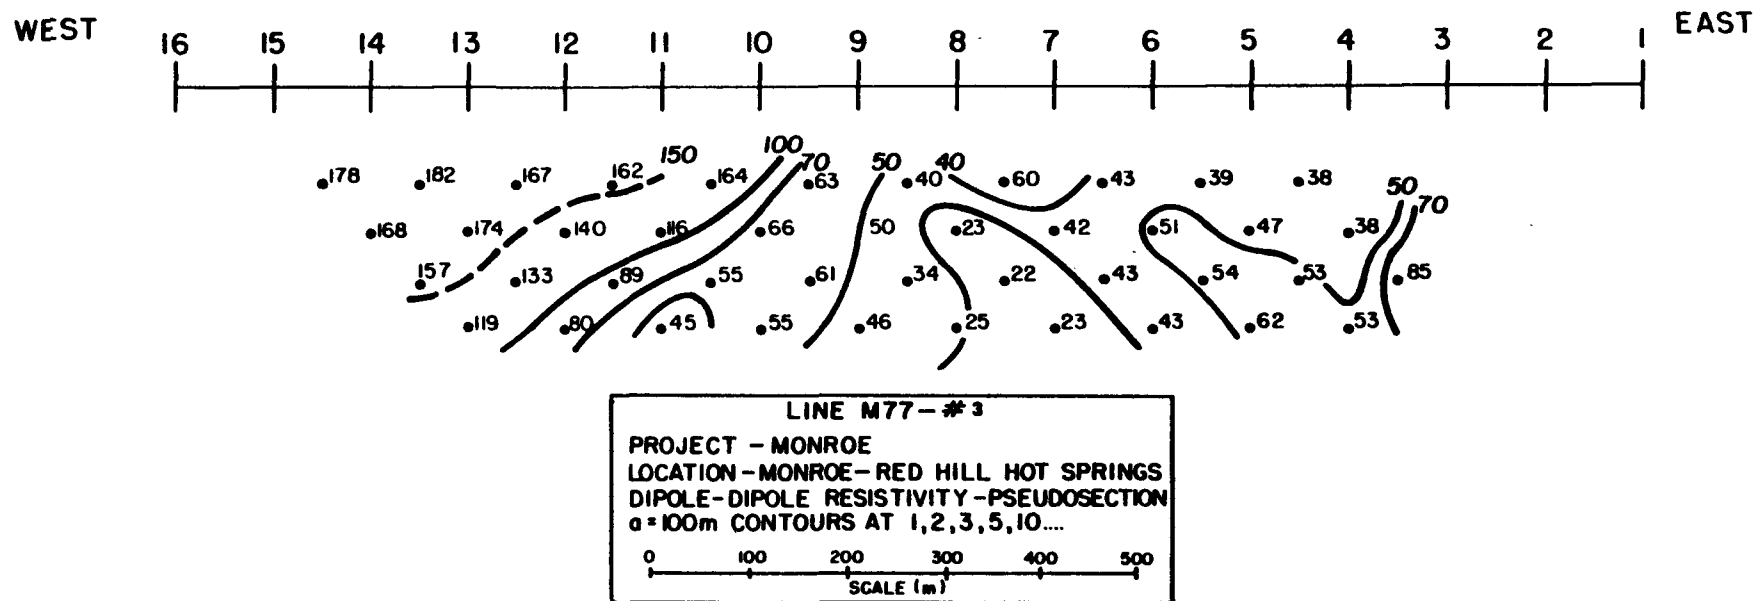 WEST 16 15 14 13 12 11 10 9 8 7 6 5 4 3 2 1 EAST
150 100 70 50 40 50 70
178 182 167 162 164 63 40 60 43 39 38
168 174 140 116 66 50 23 42 51 47 38
157 133 89 55 61 34 22 43 54 53 85
119 80 45 55 46 25 23 43 62 53
LINE M77-#3
PROJECT - MONROE
LOCATION-MONROE-RED HILL HOT SPRINGS
DIPOLE-DIPOLE RESISTIVITY-PSEUDOSECTION
a=100m CONTOURS AT 1,2,3,5,10....
0 100 200 300 400 500
SCALE (m)